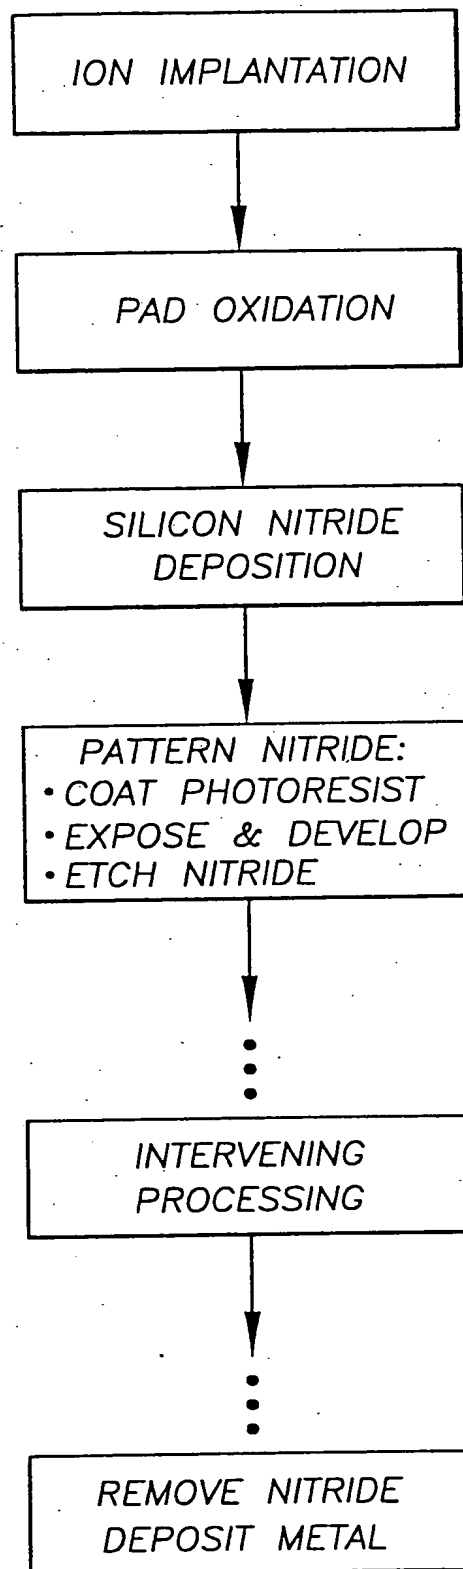 ION IMPLANTATION
PAD OXIDATION
SILICON NITRIDE
DEPOSITION
PATTERN NITRIDE:
• COAT PHOTORESIST
• EXPOSE & DEVELOP
• ETCH NITRIDE
INTERVENING
PROCESSING
REMOVE NITRIDE
DEPOSIT METAL